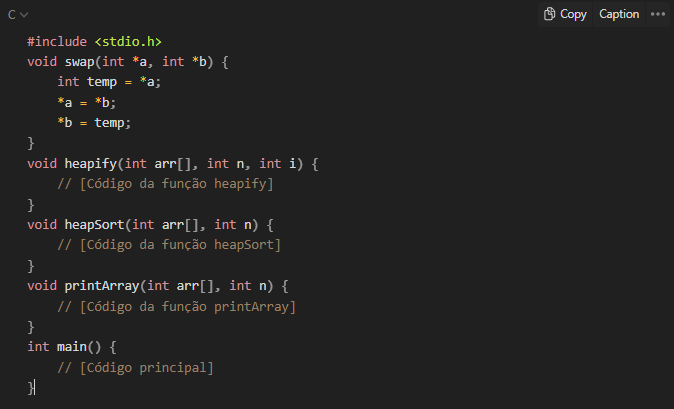 C
Copy Caption
#include <stdio.h>
void swap(int *a, int *b) {
    int temp = *a;
    *a = *b;
    *b = temp;
}
void heapify(int arr[], int n, int i) {
    // [Código da função heapify]
}
void heapSort(int arr[], int n) {
    // [Código da função heapSort]
}
void printArray(int arr[], int n) {
    // [Código da função printArray]
}
int main() {
    // [Código principal]
}